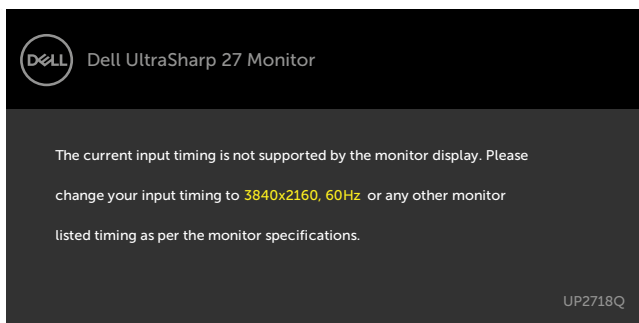 DELL Dell UltraSharp 27 Monitor
The current input timing is not supported by the monitor display. Please
change your input timing to 3840x2160, 60Hz or any other monitor
listed timing as per the monitor specifications.
UP2718Q